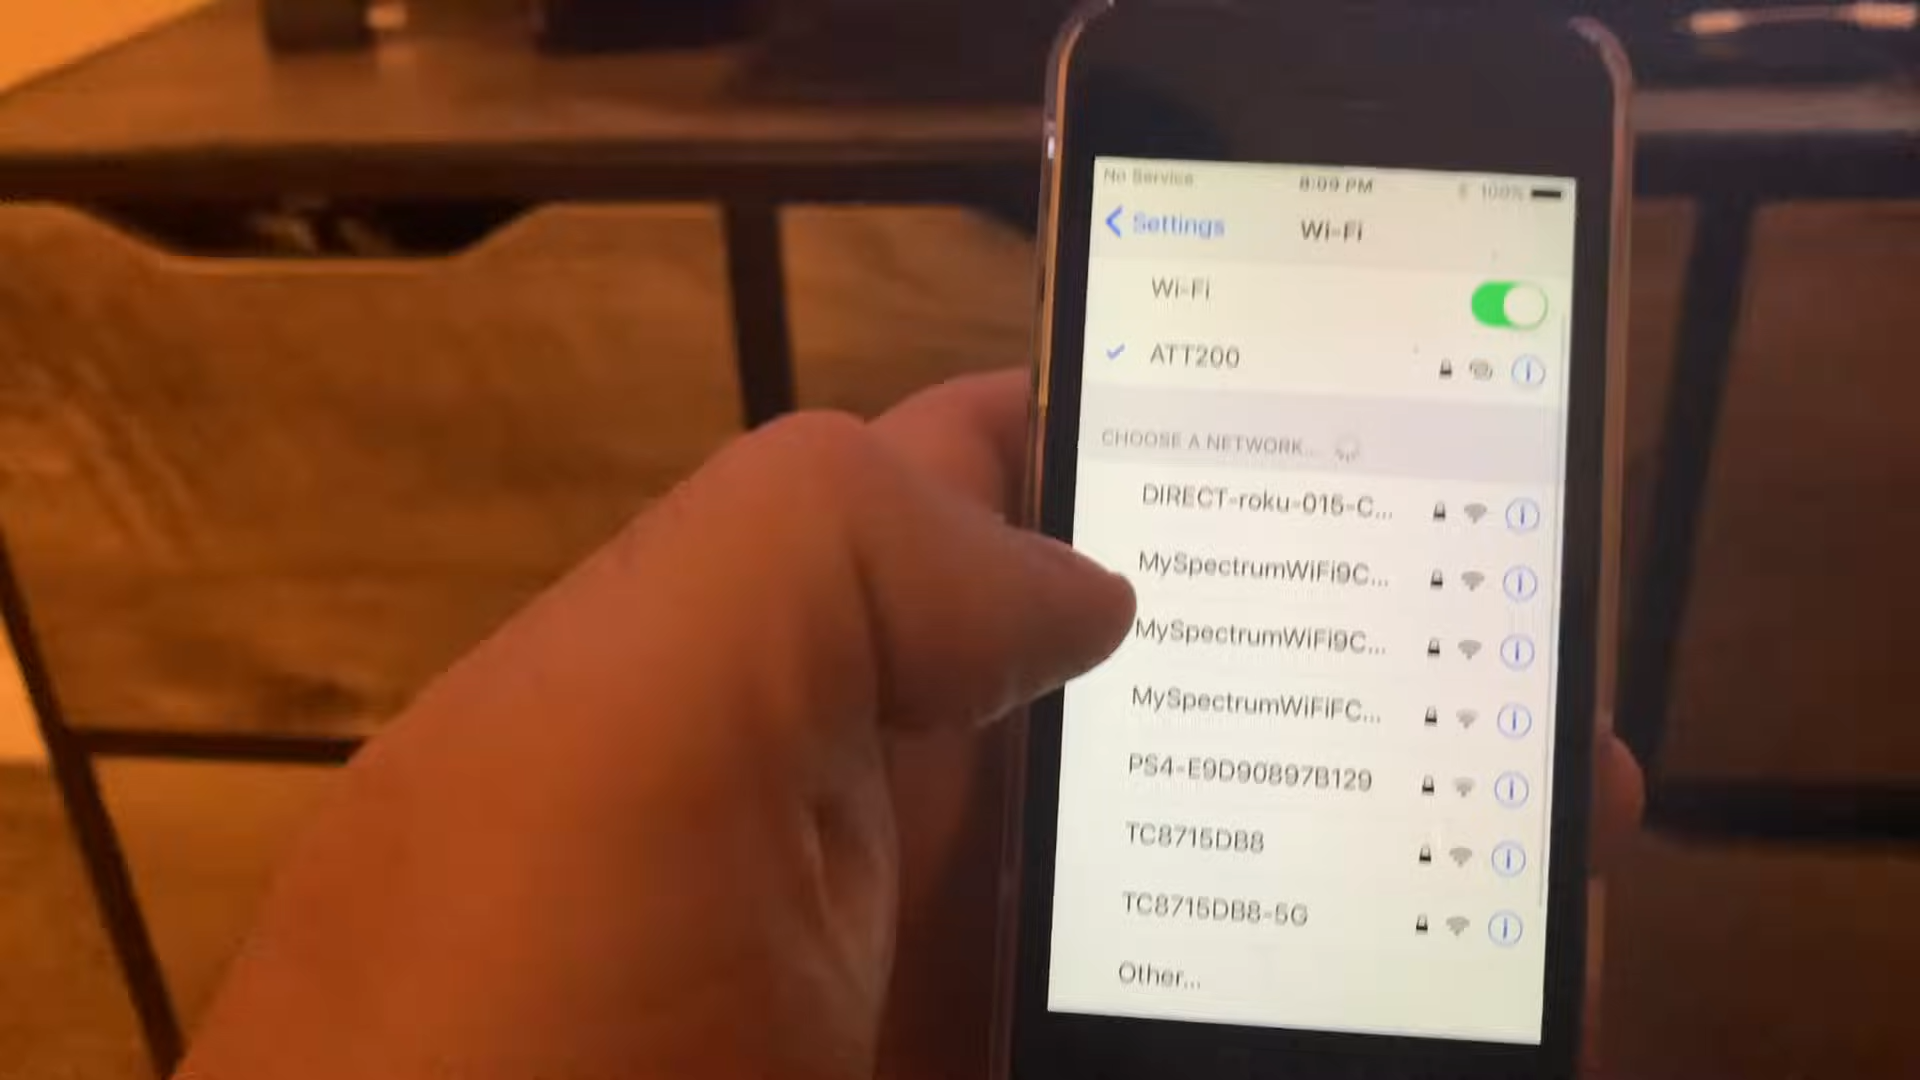 No Service 8:09 PM 100%
Settings Wi-Fi
Wi-Fi
ATT200
CHOOSE A NETWORK...
DIRECT-roku-015-C...
MySpectrumWiFi9C...
MySpectrumWiFi9C...
MySpectrumWiFiFC...
PS4-E9D90897B129
TC8715DB8
TC8715DB8-5G
Other...